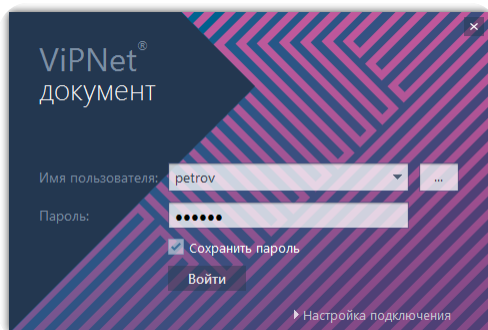 ViPNet®
документ
Имя пользователя: petrov ...
Пароль: ●●●●●●
Сохранить пароль
Войти
Настройка подключения